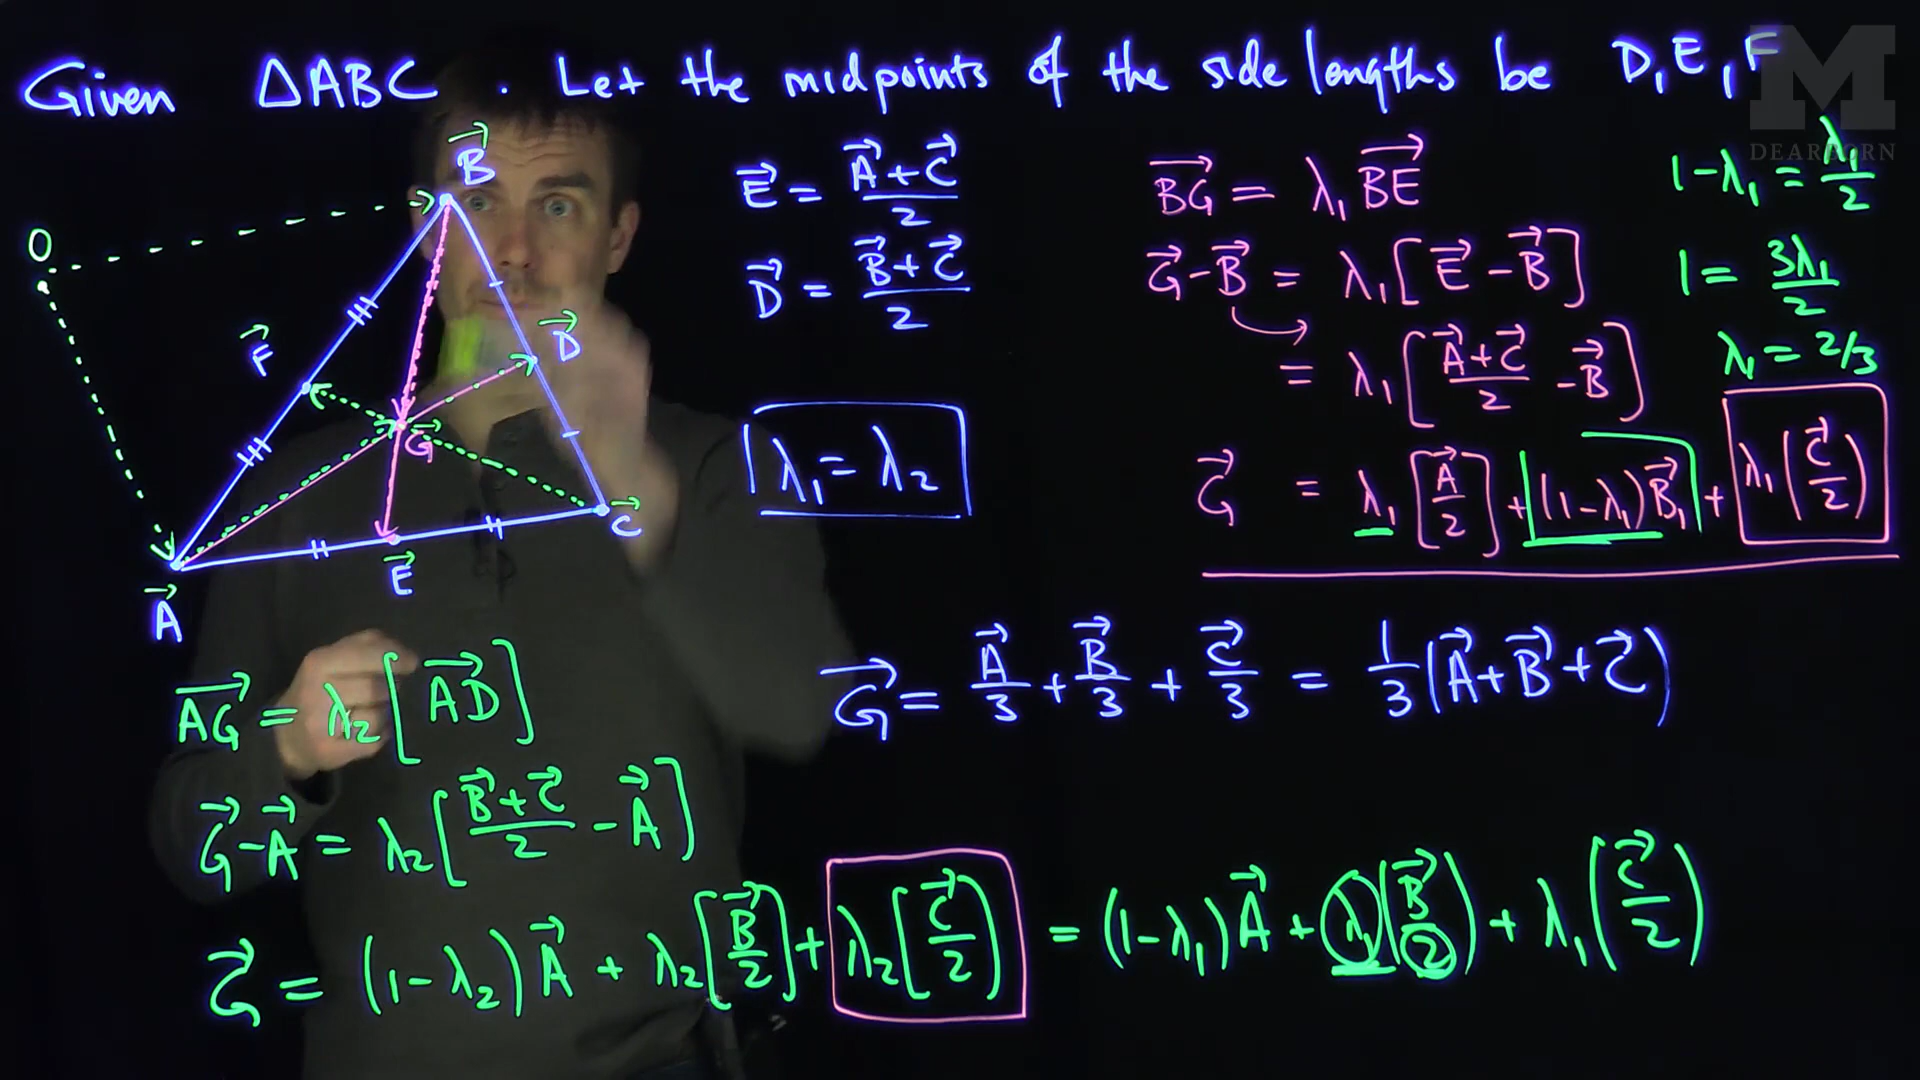 Given ΔABC . Let the midpoints of the side lengths be D, E, F
M
DEARBORN
O
B⃗
F⃗
D⃗
G⃗
C⃗
E⃗
A⃗
E⃗ = (A⃗ + C⃗)/2
D⃗ = (B⃗ + C⃗)/2
λ₁ = λ₂
BG⃗ = λ₁ BE⃗
G⃗ - B⃗ = λ₁[E⃗ - B⃗]
= λ₁[(A⃗ + C⃗)/2 - B⃗]
G⃗ = λ₁[A⃗/2] + (1-λ₁)B⃗₁ + λ₁(C⃗/2)
1-λ₁ = λ₁/2
1 = 3λ₁/2
λ₁ = 2/3
G⃗ = A⃗/3 + B⃗/3 + C⃗/3 = 1/3(A⃗ + B⃗ + C⃗)
AG⃗ = λ₂[AD⃗]
G⃗ - A⃗ = λ₂[(B⃗ + C⃗)/2 - A⃗]
G⃗ = (1-λ₂)A⃗ + λ₂[B⃗/2] + λ₂[C⃗/2] = (1-λ₁)A⃗ + λ₁(B⃗/2) + λ₁(C⃗/2)